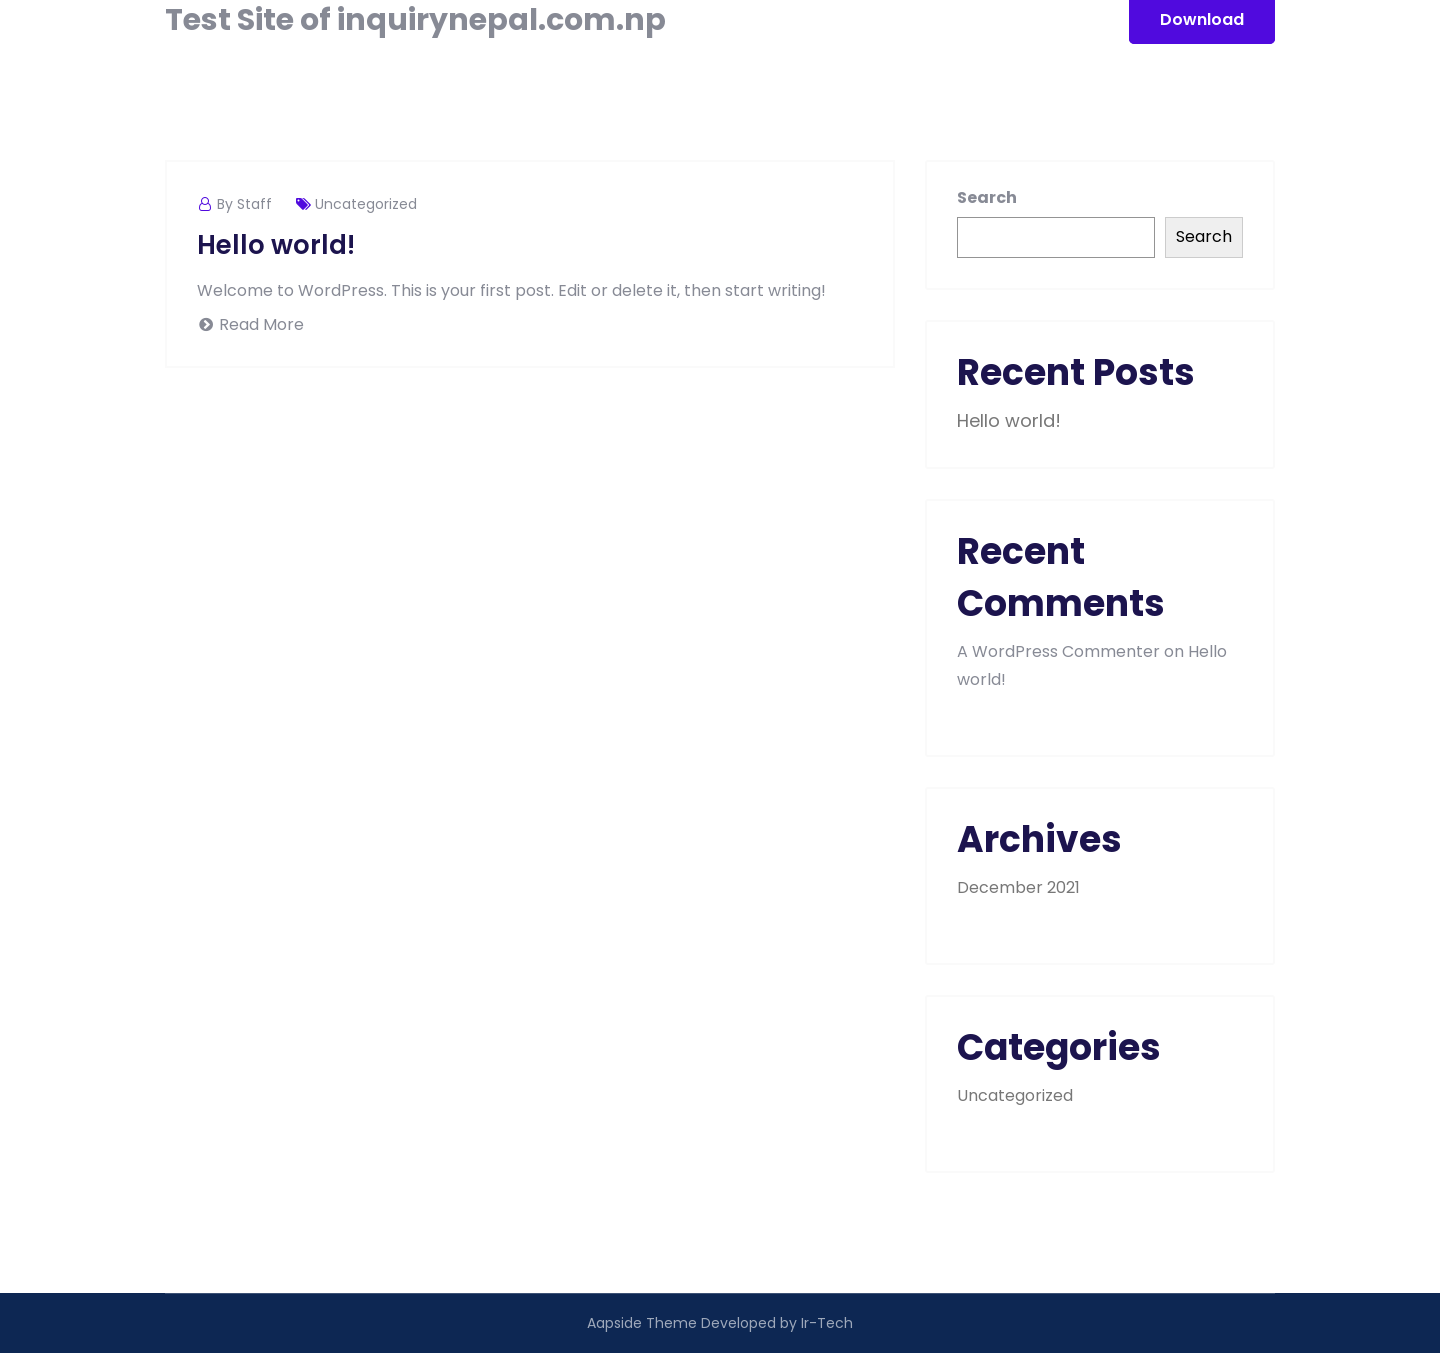 Test Site of inquirynepal.com.np
Download
By Staff
Uncategorized
Hello world!
Welcome to WordPress. This is your first post. Edit or delete it, then start writing!
Read More
Search
Search
Recent Posts
Hello world!
Recent
Comments
A WordPress Commenter on Hello
world!
Archives
December 2021
Categories
Uncategorized
Aapside Theme Developed by Ir-Tech